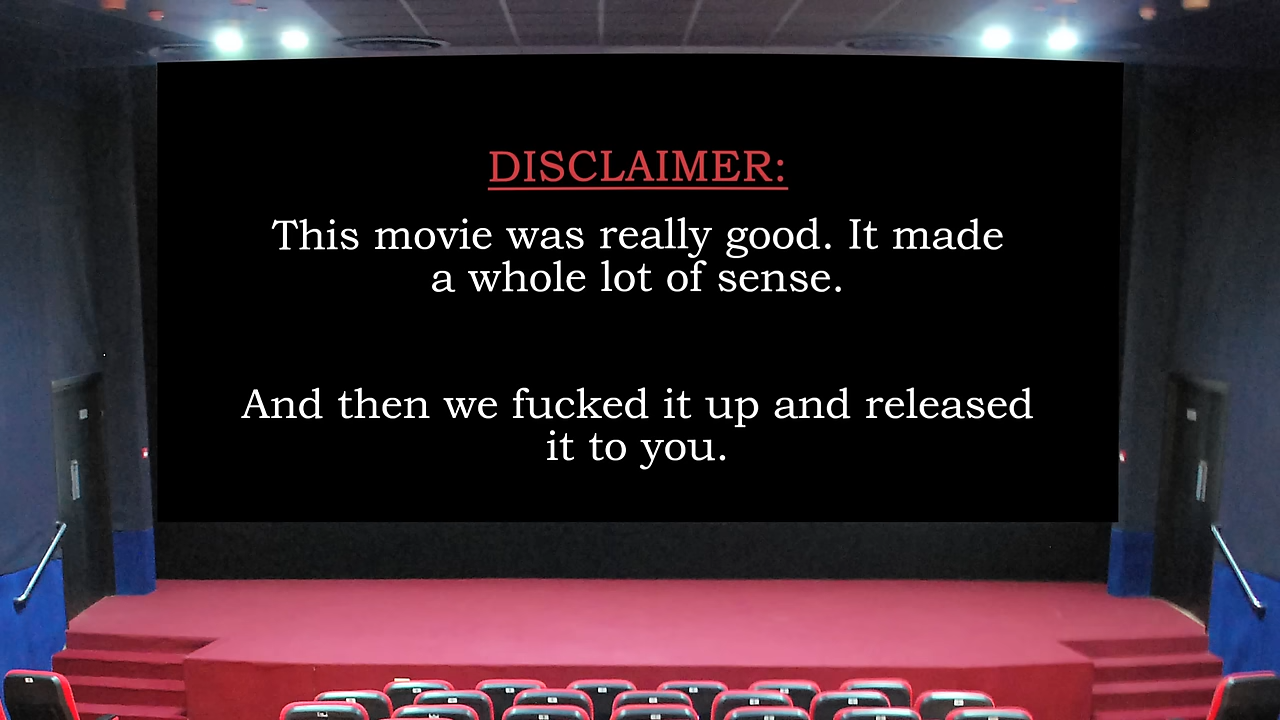 DISCLAIMER:
This movie was really good. It made
a whole lot of sense.
And then we fucked it up and released
it to you.